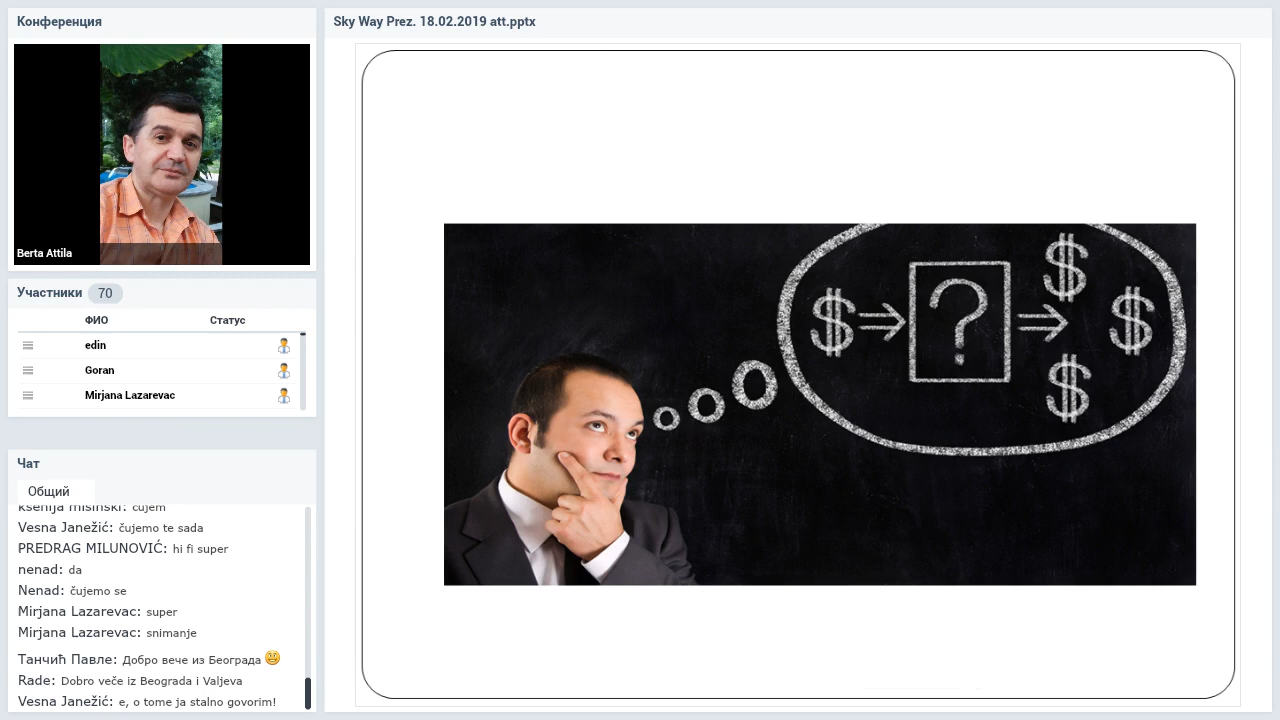 Конференция
Berta Attila
Участники 70
ФИО Статус
edin
Goran
Mirjana Lazarevac
Чат
Общий
ksenija misinski: cujem
Vesna Janežić: čujemo te sada
PREDRAG MILUNOVIĆ: hi fi super
nenad: da
Nenad: čujemo se
Mirjana Lazarevac: super
Mirjana Lazarevac: snimanje
Танчић Павле: Добро вече из Београда
Rade: Dobro veče iz Beograda i Valjeva
Vesna Janežić: e, o tome ja stalno govorim!
Sky Way Prez. 18.02.2019 att.pptx
$ ⇒ ? ⇒ $ $ $